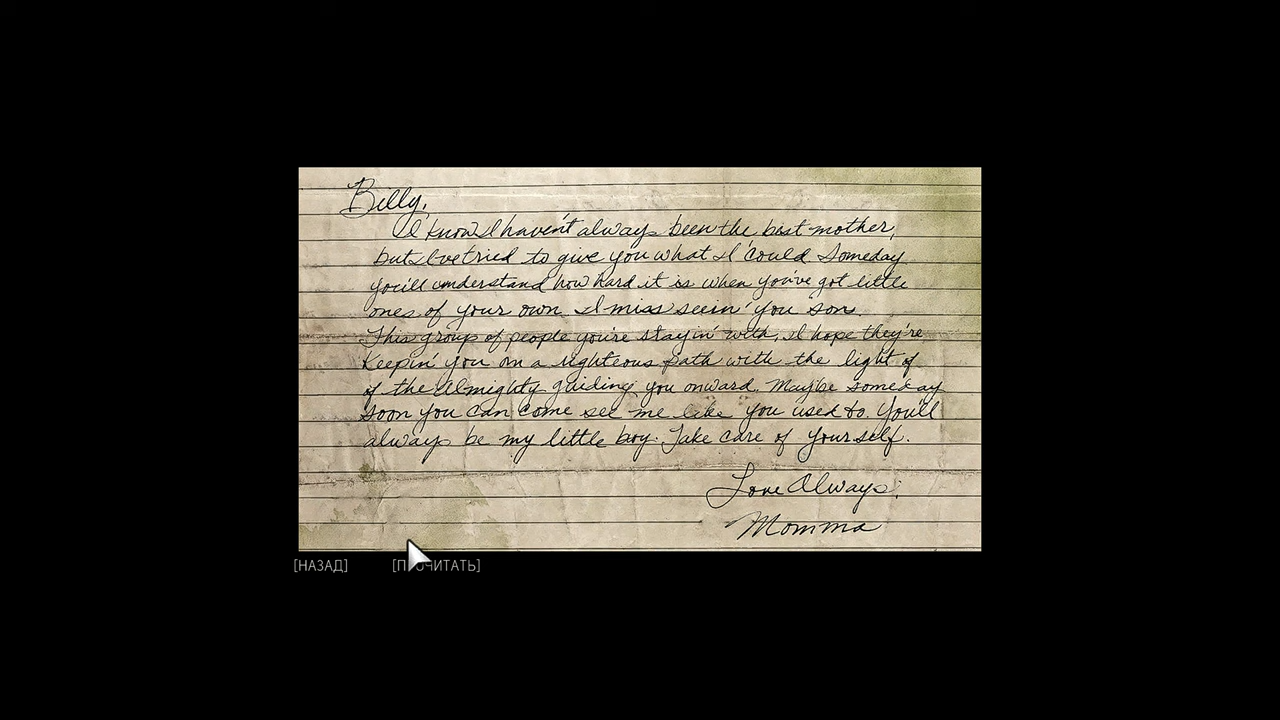 Billy,
I know I haven't always been the best mother,
but I've tried to give you what I could. Someday
you'll understand how hard it is when you've got little
ones of your own. I miss seein' you son.
This group of people you're stayin' with, I hope they're
Keepin' you on a righteous path with the light of
of the Almighty guiding you onward. Maybe someday
soon you can come see me like you used to. You'll
always be my little boy. Take care of yourself.
Love Always,
Momma
[НАЗАД] [ПРОЧИТАТЬ]